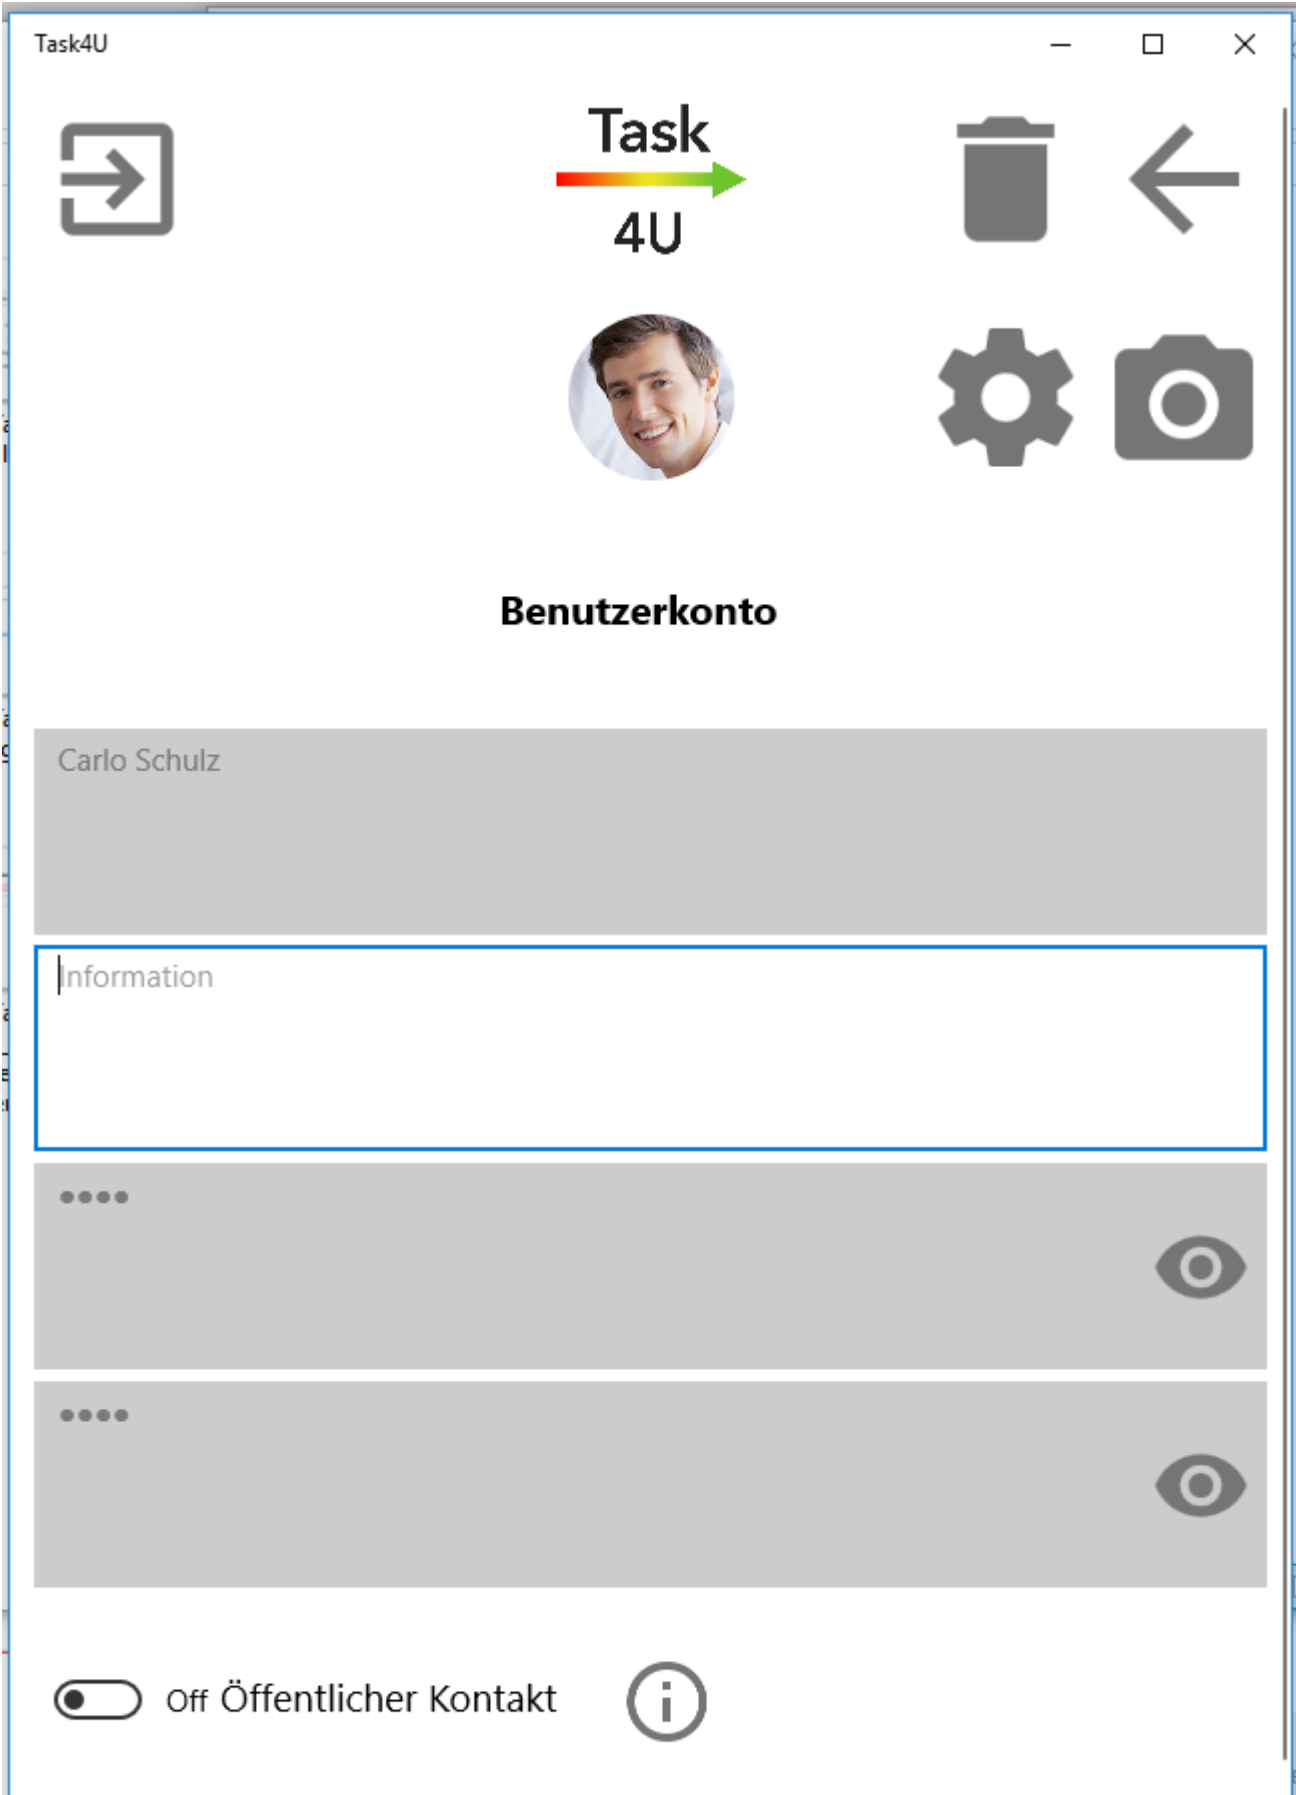 Task4U
Task
4U
Benutzerkonto
Carlo Schulz
Information
••••
••••
Off Öffentlicher Kontakt